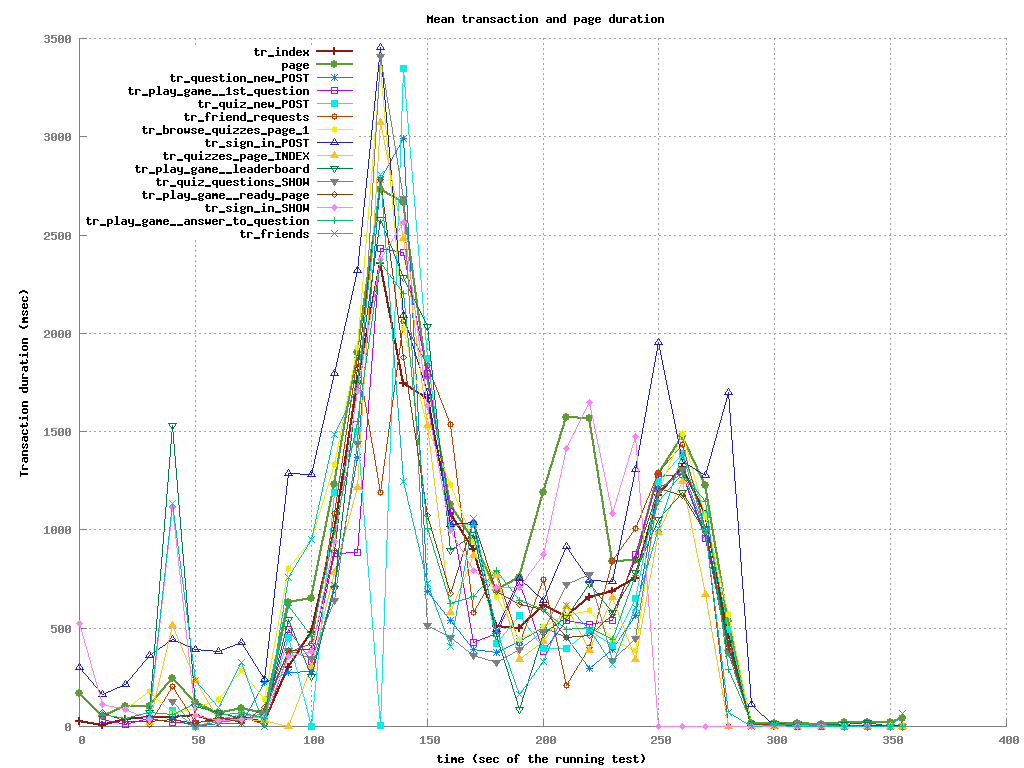 Mean transaction and page duration
3500
3000
2500
2000
1500
1000
500
0
Transaction duration (msec)
tr_index
page
tr_question_new_POST
tr_play_game__1st_question
tr_quiz_new_POST
tr_friend_requests
tr_browse_quizzes_page_1
tr_sign_in_POST
tr_quizzes_page_INDEX
tr_play_game__leaderboard
tr_quiz_questions_SHOW
tr_play_game__ready_page
tr_sign_in_SHOW
tr_play_game__answer_to_question
tr_friends
0 50 100 150 200 250 300 350 400
time (sec of the running test)